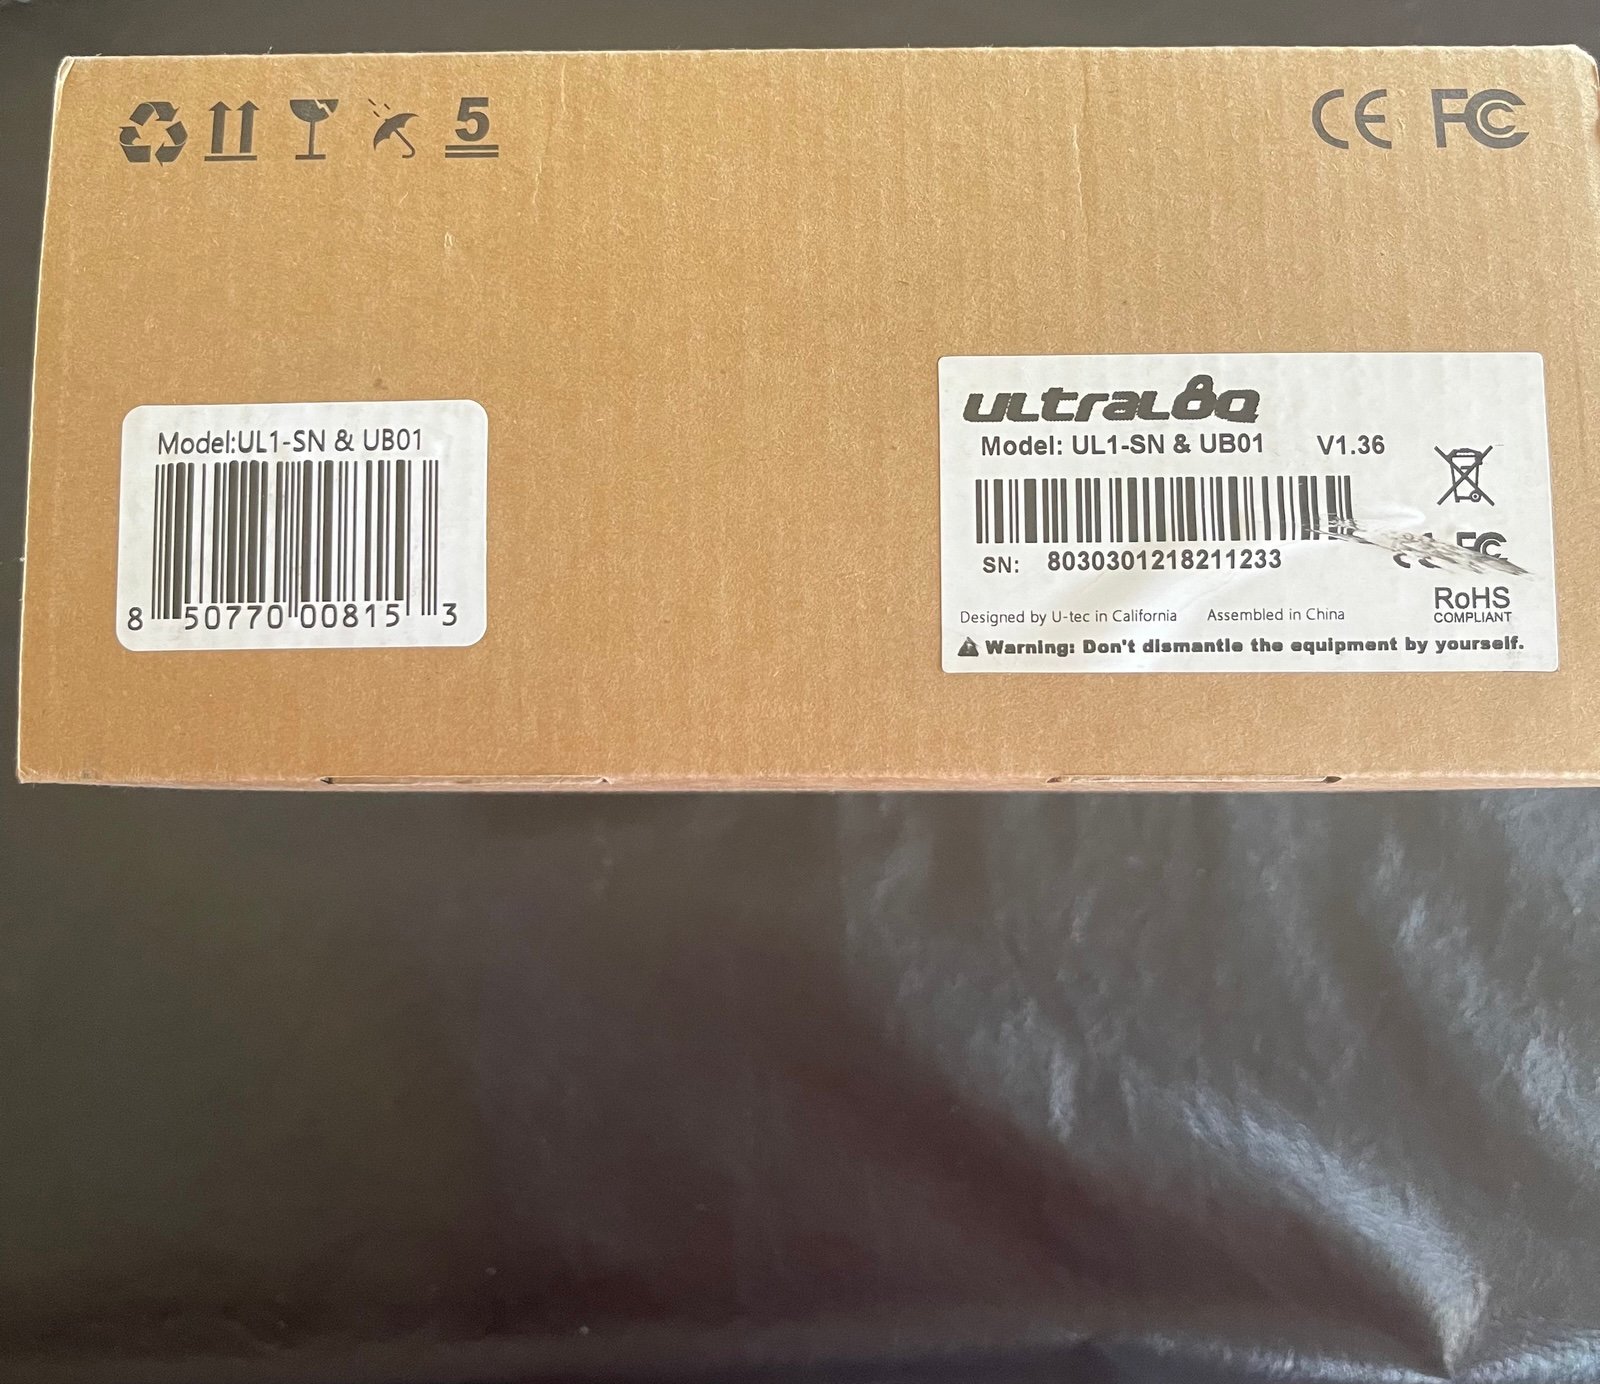 5
CE FC
Model:UL1-SN & UB01
8 50770 00815 3
ULtraLOQ
Model: UL1-SN & UB01 V1.36
SN: 8030301218211233
FC
RoHS
COMPLIANT
Designed by U-tec in California Assembled in China
Warning: Don't dismantle the equipment by yourself.